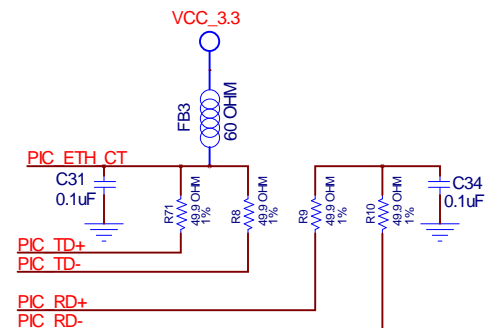 VCC_3.3
FB3
60 OHM
PIC_ETH_CT
C31
0.1uF
R71
49.9 OHM
1%
R8
49.9 OHM
1%
R9
49.9 OHM
1%
R10
49.9 OHM
1%
C34
0.1uF
PIC_TD+
PIC_TD-
PIC_RD+
PIC_RD-